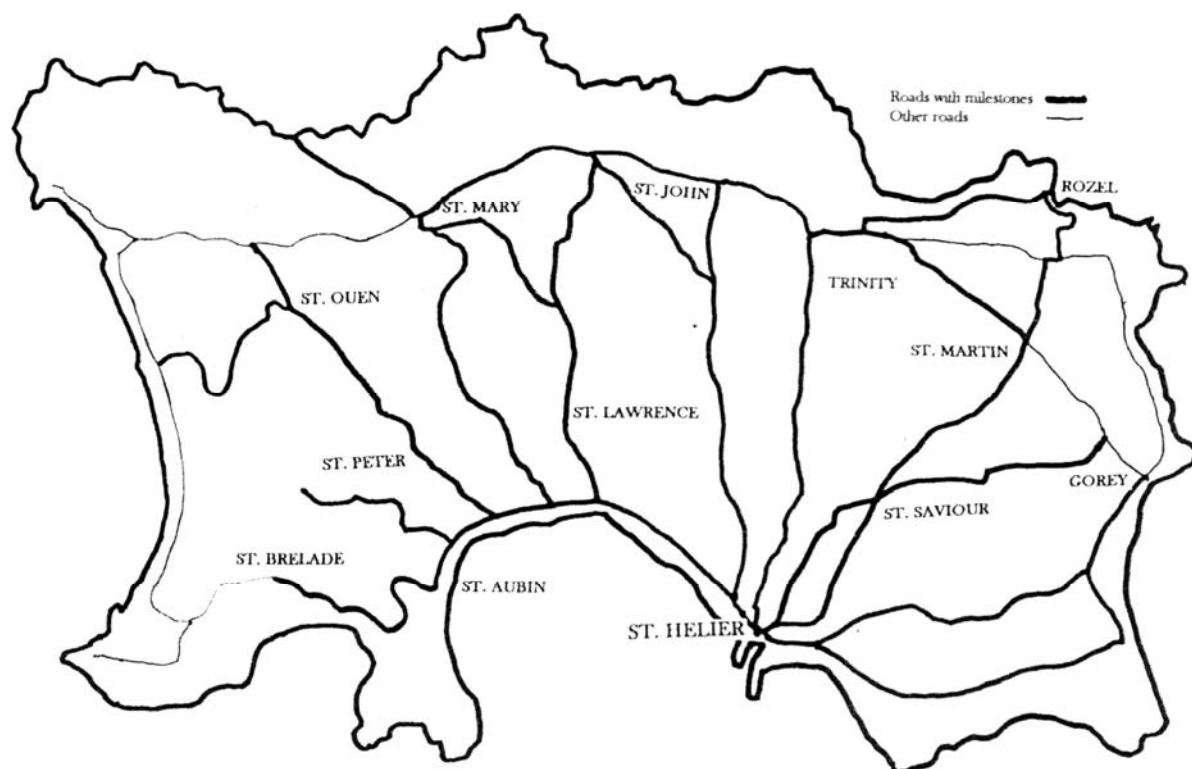 Roads with milestones
Other roads
ROZEL
ST. JOHN
ST. MARY
TRINITY
ST. OUEN
ST. MARTIN
ST. LAWRENCE
ST. PETER
GOREY
ST. SAVIOUR
ST. BRELADE
ST. AUBIN
ST. HELIER